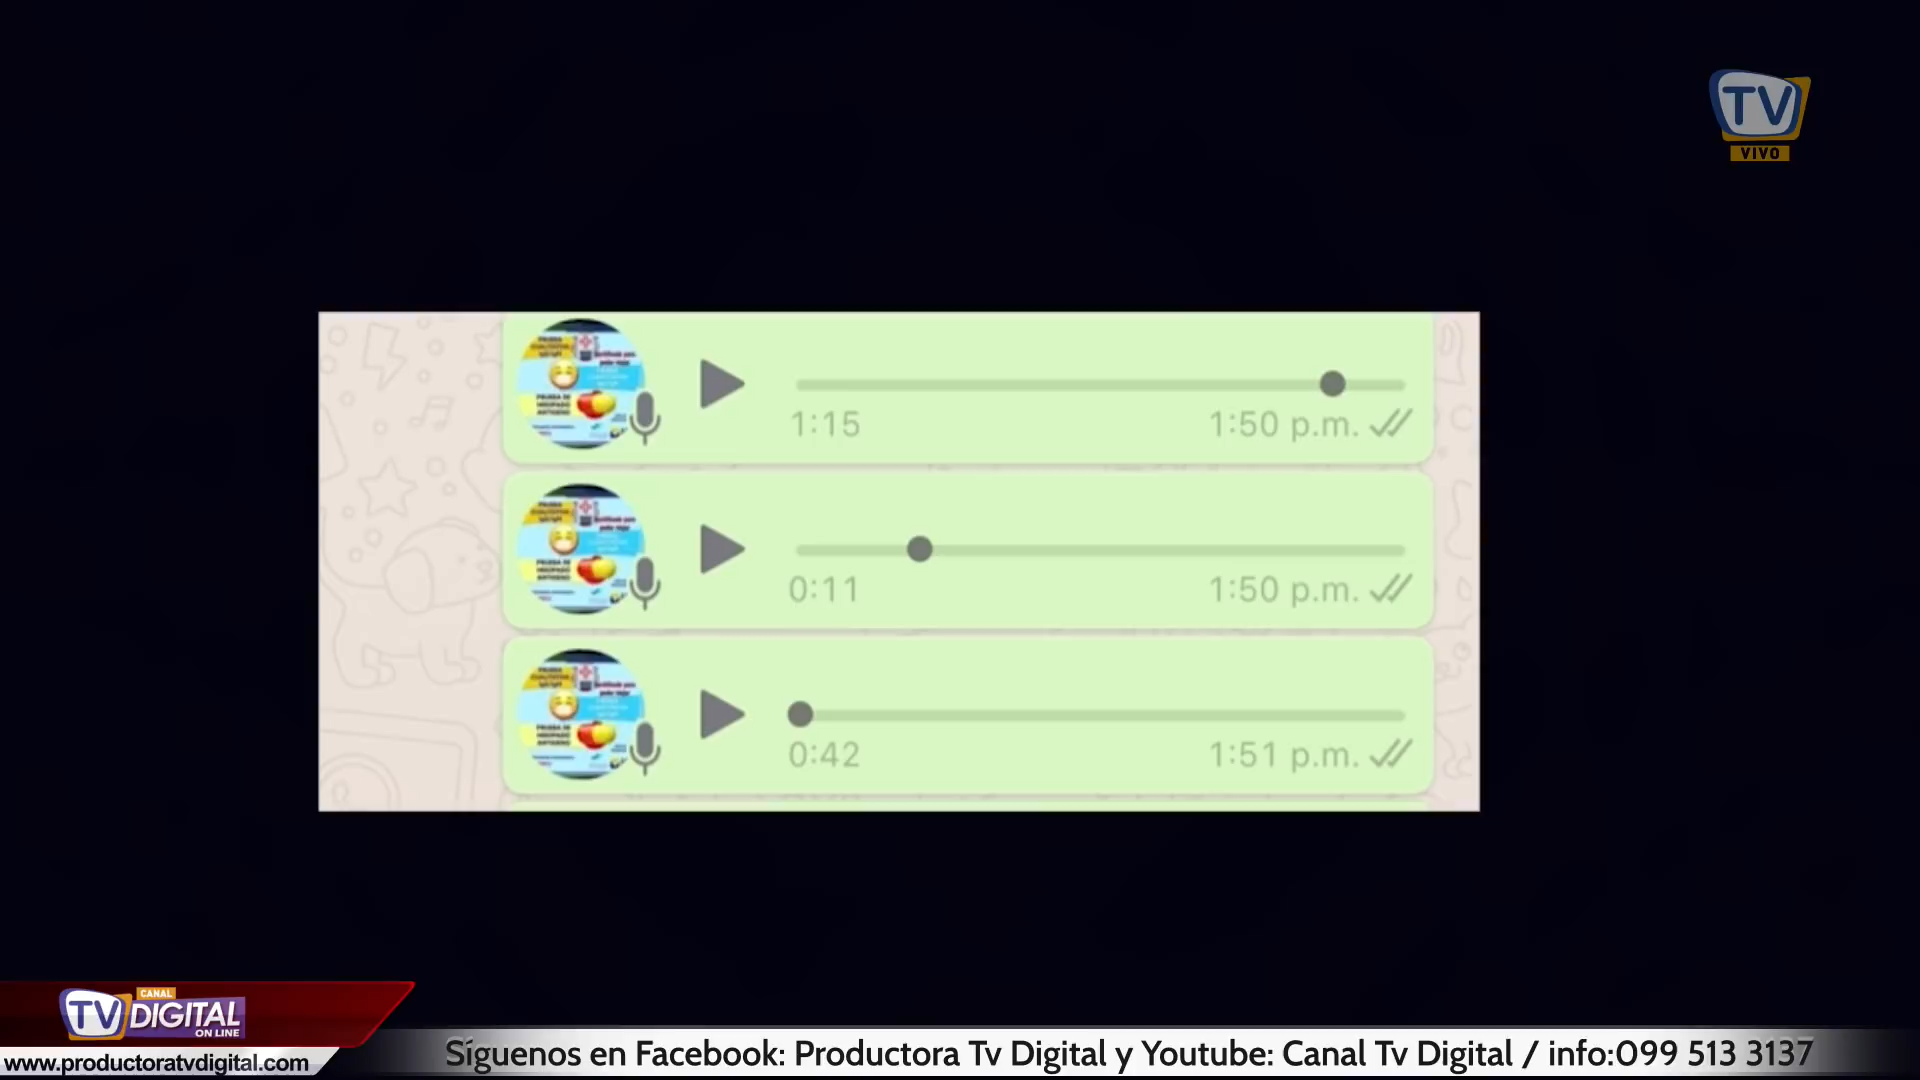 TV
VIVO
1:15
1:50 p.m.
0:11
1:50 p.m.
0:42
1:51 p.m.
CANAL
TV DIGITAL
ON LINE
www.productoratvdigital.com
Síguenos en Facebook: Productora Tv Digital y Youtube: Canal Tv Digital / info:099 513 3137